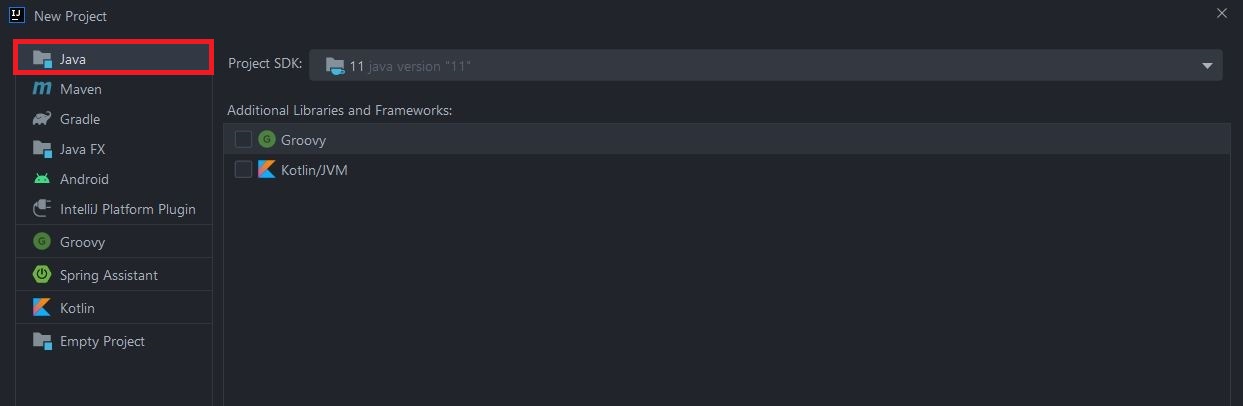 New Project
Java
Maven
Gradle
Java FX
Android
IntelliJ Platform Plugin
Groovy
Spring Assistant
Kotlin
Empty Project
Project SDK: 11 java version "11"
Additional Libraries and Frameworks:
Groovy
Kotlin/JVM